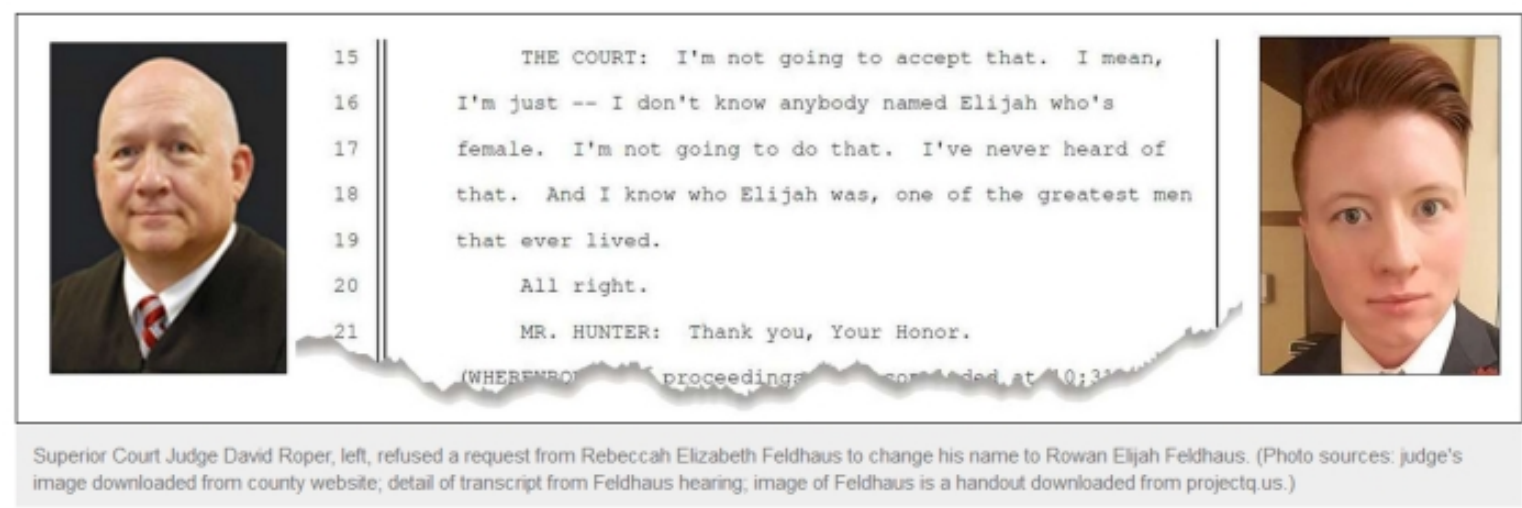 15 THE COURT: I'm not going to accept that. I mean,
16 I'm just -- I don't know anybody named Elijah who's
17 female. I'm not going to do that. I've never heard of
18 that. And I know who Elijah was, one of the greatest men
19 that ever lived.
20 All right.
21 MR. HUNTER: Thank you, Your Honor.
proceedings at
Superior Court Judge David Roper, left, refused a request from Rebeccah Elizabeth Feldhaus to change his name to Rowan Elijah Feldhaus. (Photo sources: judge's
image downloaded from county website; detail of transcript from Feldhaus hearing; image of Feldhaus is a handout downloaded from projectq.us.)